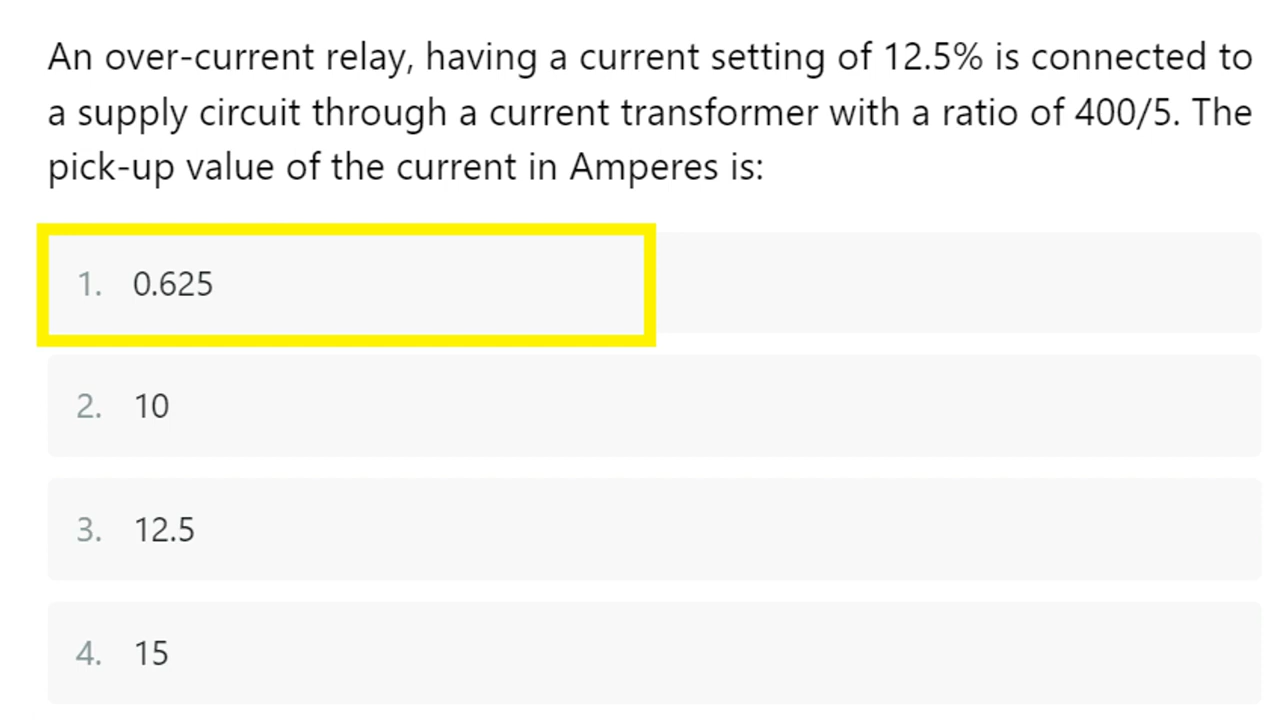 An over-current relay, having a current setting of 12.5% is connected to
a supply circuit through a current transformer with a ratio of 400/5. The
pick-up value of the current in Amperes is:
1. 0.625
2. 10
3. 12.5
4. 15